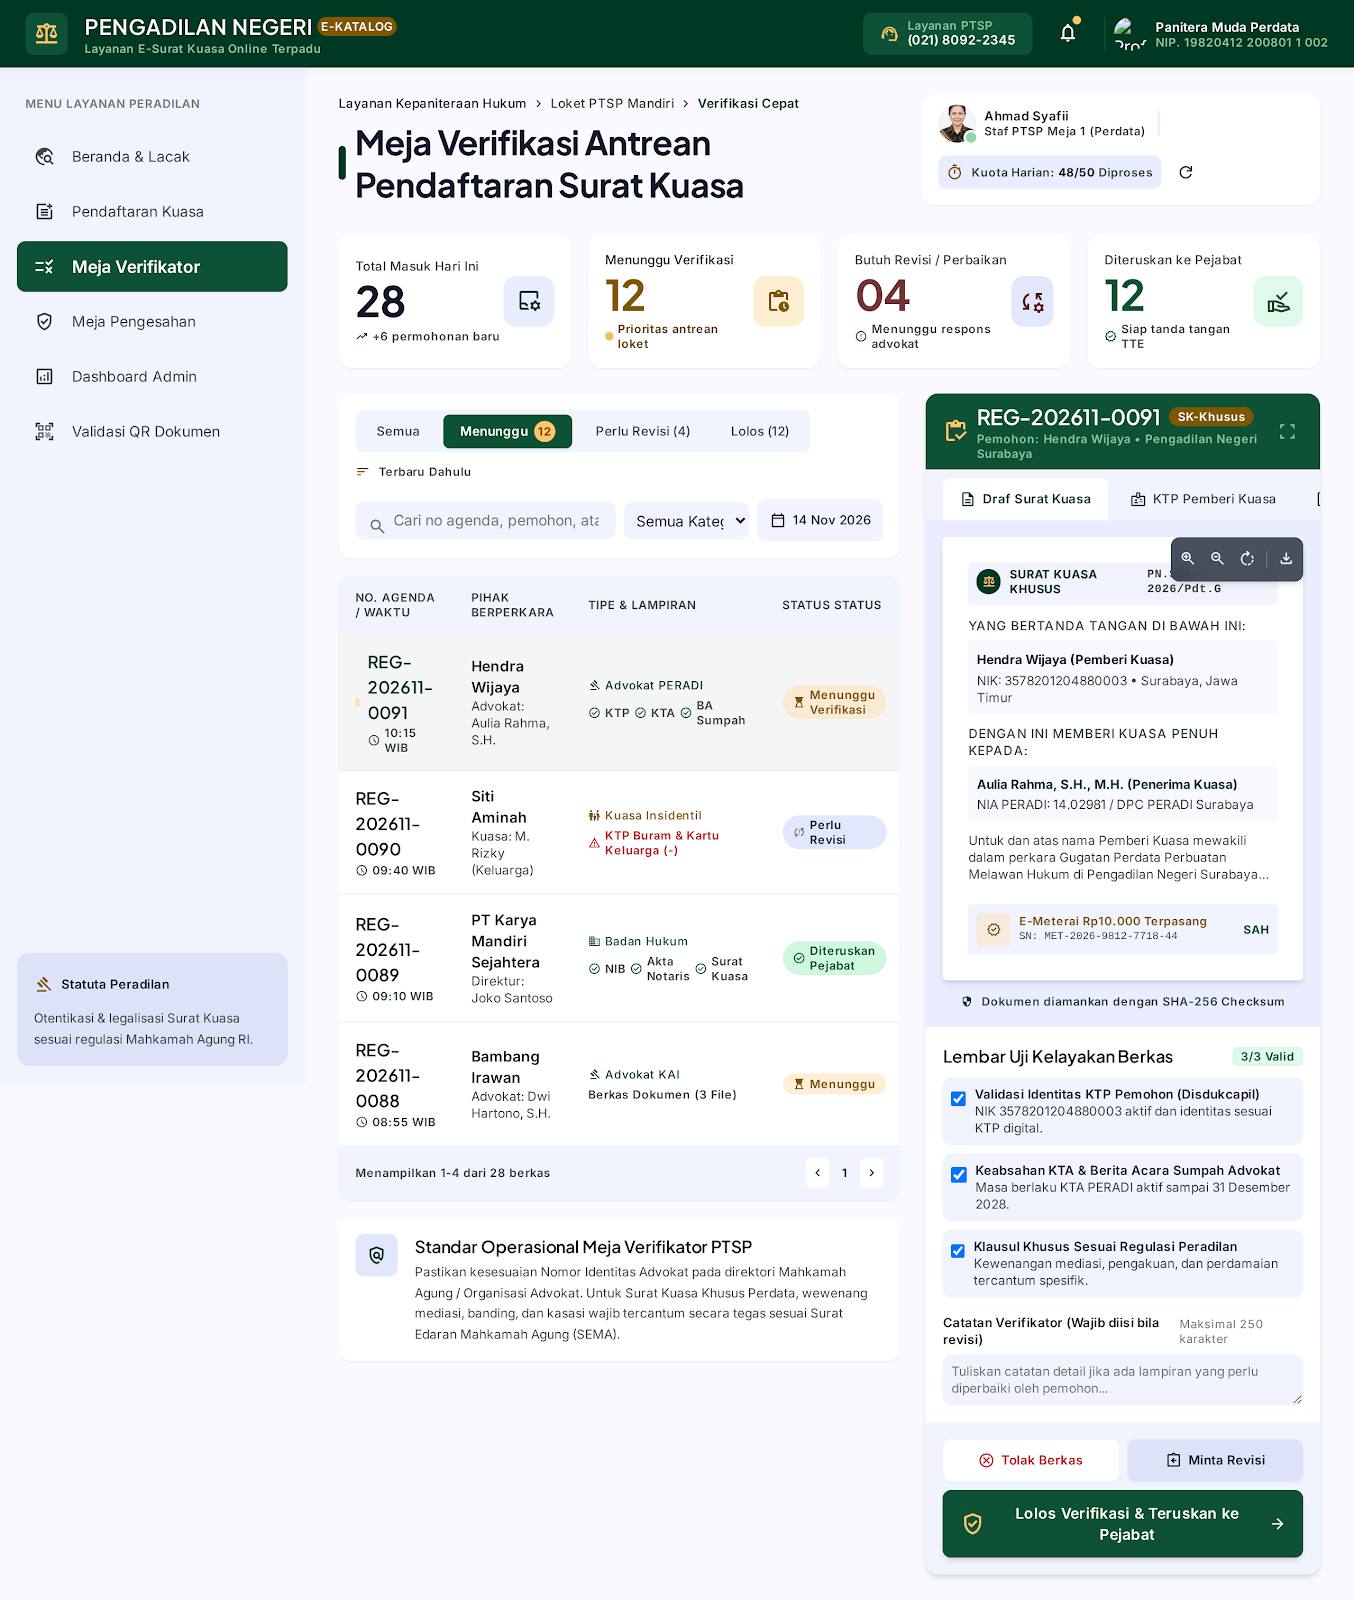 PENGADILAN NEGERI
E-KATALOG
Layanan E-Surat Kuasa Online Terpadu
Layanan PTSP
(021) 8092-2345
Panitera Muda Perdata
NIP. 19820412 200801 1 002
MENU LAYANAN PERADILAN
Beranda & Lacak
Pendaftaran Kuasa
Meja Verifikator
Meja Pengesahan
Dashboard Admin
Validasi QR Dokumen
Statuta Peradilan
Otentikasi & legalisasi Surat Kuasa
sesuai regulasi Mahkamah Agung RI.
Layanan Kepaniteraan Hukum > Loket PTSP Mandiri > Verifikasi Cepat
Meja Verifikasi Antrean
Pendaftaran Surat Kuasa
Ahmad Syafii
Staf PTSP Meja 1 (Perdata)
Kuota Harian: 48/50 Diproses
Total Masuk Hari Ini
28
+6 permohonan baru
Menunggu Verifikasi
12
Prioritas antrean
loket
Butuh Revisi / Perbaikan
04
Menunggu respons
advokat
Diteruskan ke Pejabat
12
Siap tanda tangan
TTE
Semua
Menunggu 12
Perlu Revisi (4)
Lolos (12)
Terbaru Dahulu
Cari no agenda, pemohon, ata
Semua Kateg
14 Nov 2026
NO. AGENDA
/ WAKTU
PIHAK
BERPERKARA
TIPE & LAMPIRAN
STATUS STATUS
REG-
202611-
0091
10:15
WIB
Hendra
Wijaya
Advokat:
Aulia Rahma,
S.H.
Advokat PERADI
KTP KTA BA
Sumpah
Menunggu
Verifikasi
REG-
202611-
0090
09:40 WIB
Siti
Aminah
Kuasa: M.
Rizky
(Keluarga)
Kuasa Insidentil
KTP Buram & Kartu
Keluarga (-)
Perlu
Revisi
REG-
202611-
0089
09:10 WIB
PT Karya
Mandiri
Sejahtera
Direktur:
Joko Santoso
Badan Hukum
NIB Akta
Notaris Surat
Kuasa
Diteruskan
Pejabat
REG-
202611-
0088
08:55 WIB
Bambang
Irawan
Advokat: Dwi
Hartono, S.H.
Advokat KAI
Berkas Dokumen (3 File)
Menunggu
Menampilkan 1-4 dari 28 berkas
1
Standar Operasional Meja Verifikator PTSP
Pastikan kesesuaian Nomor Identitas Advokat pada direktori Mahkamah
Agung / Organisasi Advokat. Untuk Surat Kuasa Khusus Perdata, wewenang
mediasi, banding, dan kasasi wajib tercantum secara tegas sesuai Surat
Edaran Mahkamah Agung (SEMA).
REG-202611-0091
SK-Khusus
Pemohon: Hendra Wijaya • Pengadilan Negeri
Surabaya
Draf Surat Kuasa
KTP Pemberi Kuasa
SURAT KUASA
KHUSUS
2026/Pdt.G
YANG BERTANDA TANGAN DI BAWAH INI:
Hendra Wijaya (Pemberi Kuasa)
NIK: 3578201204880003 • Surabaya, Jawa
Timur
DENGAN INI MEMBERI KUASA PENUH
KEPADA:
Aulia Rahma, S.H., M.H. (Penerima Kuasa)
NIA PERADI: 14.02981 / DPC PERADI Surabaya
Untuk dan atas nama Pemberi Kuasa mewakili
dalam perkara Gugatan Perdata Perbuatan
Melawan Hukum di Pengadilan Negeri Surabaya...
E-Meterai Rp10.000 Terpasang
SN: MET-2026-9812-7718-44
SAH
Dokumen diamankan dengan SHA-256 Checksum
Lembar Uji Kelayakan Berkas
3/3 Valid
Validasi Identitas KTP Pemohon (Disdukcapil)
NIK 3578201204880003 aktif dan identitas sesuai
KTP digital.
Keabsahan KTA & Berita Acara Sumpah Advokat
Masa berlaku KTA PERADI aktif sampai 31 Desember
2028.
Klausul Khusus Sesuai Regulasi Peradilan
Kewenangan mediasi, pengakuan, dan perdamaian
tercantum spesifik.
Catatan Verifikator (Wajib diisi bila
revisi)
Maksimal 250
karakter
Tuliskan catatan detail jika ada lampiran yang perlu
diperbaiki oleh pemohon...
Tolak Berkas
Minta Revisi
Lolos Verifikasi & Teruskan ke
Pejabat